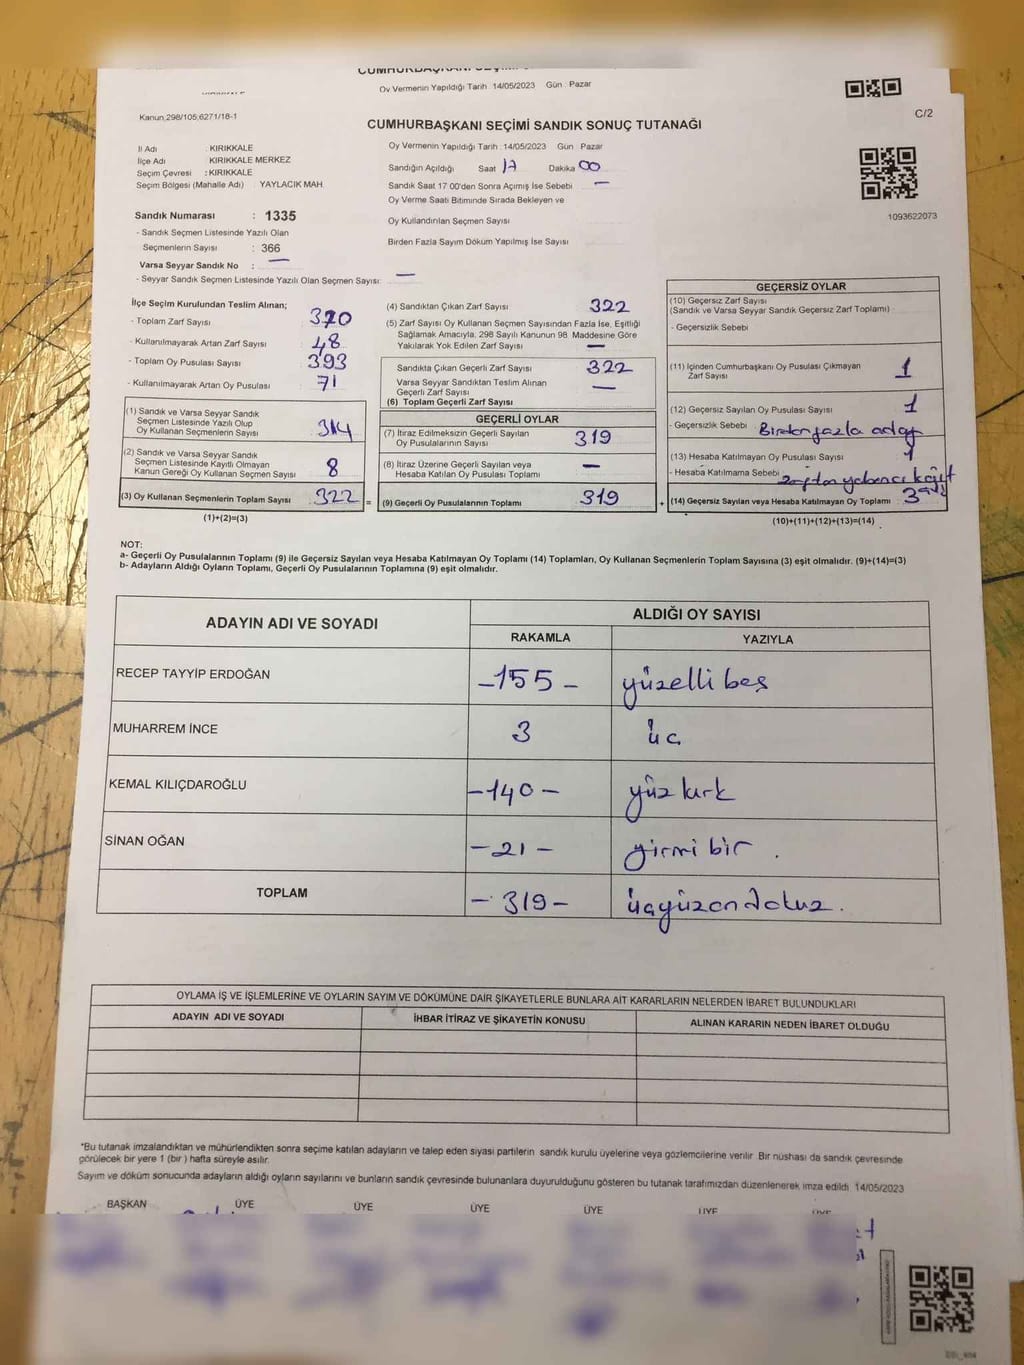 Oy Vermenin Yapıldığı Tarih : 14/05/2023 Gün : Pazar
Kanun,298/105,6271/18-1
C/2
CUMHURBAŞKANI SEÇİMİ SANDIK SONUÇ TUTANAĞI
İl Adı : KIRIKKALE
İlçe Adı : KIRIKKALE MERKEZ
Seçim Çevresi : KIRIKKALE
Seçim Bölgesi (Mahalle Adı) : YAYLACIK MAH.
Oy Vermenin Yapıldığı Tarih : 14/05/2023 Gün : Pazar
Sandığın Açıldığı Saat 17 Dakika 00
Sandık Saat 17:00'den Sonra Açımış İse Sebebi —
Oy Verme Saati Bitiminde Sırada Bekleyen ve
Oy Kullandırılan Seçmen Sayısı
Birden Fazla Sayım Döküm Yapılmış İse Sayısı
1093622073
Sandık Numarası : 1335
- Sandık Seçmen Listesinde Yazılı Olan
Seçmenlerin Sayısı : 366
Varsa Seyyar Sandık No : —
- Seyyar Sandık Seçmen Listesinde Yazılı Olan Seçmen Sayısı: —
İlçe Seçim Kurulundan Teslim Alınan;
- Toplam Zarf Sayısı 370
- Kullanılmayarak Artan Zarf Sayısı 48
- Toplam Oy Pusulası Sayısı 393
- Kullanılmayarak Artan Oy Pusulası 71
(1) Sandık ve Varsa Seyyar Sandık
Seçmen Listesinde Yazılı Olup
Oy Kullanan Seçmenlerin Sayısı 314
(2) Sandık ve Varsa Seyyar Sandık
Seçmen Listesinde Kayıtlı Olmayan
Kanun Gereği Oy Kullanan Seçmen Sayısı 8
(3) Oy Kullanan Seçmenlerin Toplam Sayısı 322 =
(1)+(2)=(3)
(4) Sandıktan Çıkan Zarf Sayısı 322
(5) Zarf Sayısı Oy Kullanan Seçmen Sayısından Fazla İse, Eşitliği
Sağlamak Amacıyla, 298 Sayılı Kanunun 98. Maddesine Göre
Yakılarak Yok Edilen Zarf Sayısı —
Sandıkta Çıkan Geçerli Zarf Sayısı 322
Varsa Seyyar Sandıktan Teslim Alınan
Geçerli Zarf Sayısı —
(6) Toplam Geçerli Zarf Sayısı
GEÇERLİ OYLAR
(7) İtiraz Edilmeksizin Geçerli Sayılan
Oy Pusulalarının Sayısı 319
(8) İtiraz Üzerine Geçerli Sayılan veya
Hesaba Katılan Oy Pusulası Toplamı —
(9) Geçerli Oy Pusulalarının Toplamı 319 +
GEÇERSİZ OYLAR
(10) Geçersiz Zarf Sayısı
(Sandık ve Varsa Seyyar Sandık Geçersiz Zarf Toplamı)
- Geçersizlik Sebebi
(11) İçinden Cumhurbaşkanı Oy Pusulası Çıkmayan
Zarf Sayısı 1
(12) Geçersiz Sayılan Oy Pusulası Sayısı 1
- Geçersizlik Sebebi : Birden fazla aday
(13) Hesaba Katılmayan Oy Pusulası Sayısı 1
- Hesaba Katılmama Sebebi zarftan yabancı kağıt
(14) Geçersiz Sayılan veya Hesaba Katılmayan Oy Toplamı 3
(10)+(11)+(12)+(13)=(14)
NOT:
a- Geçerli Oy Pusulalarının Toplamı (9) ile Geçersiz Sayılan veya Hesaba Katılmayan Oy Toplamı (14) Toplamları, Oy Kullanan Seçmenlerin Toplam Sayısına (3) eşit olmalıdır. (9)+(14)=(3)
b- Adayların Aldığı Oyların Toplamı, Geçerli Oy Pusulalarının Toplamına (9) eşit olmalıdır.
ADAYIN ADI VE SOYADI ALDIĞI OY SAYISI
RAKAMLA YAZIYLA
RECEP TAYYİP ERDOĞAN -155- yüzelli beş
MUHARREM İNCE 3 üç
KEMAL KILIÇDAROĞLU -140- yüz kırk
SİNAN OĞAN -21- yirmi bir .
TOPLAM -319- üçyüzondokuz.
OYLAMA İŞ VE İŞLEMLERİNE VE OYLARIN SAYIM VE DÖKÜMÜNE DAİR ŞİKAYETLERLE BUNLARA AİT KARARLARIN NELERDEN İBARET BULUNDUKLARI
ADAYIN ADI VE SOYADI İHBAR İTİRAZ VE ŞİKAYETİN KONUSU ALINAN KARARIN NEDEN İBARET OLDUĞU
*Bu tutanak imzalandıktan ve mühürlendikten sonra seçime katılan adayların ve talep eden siyasi partilerin sandık kurulu üyelerine veya gözlemcilerine verilir. Bir nüshası da sandık çevresinde
görülecek bir yere 1 (bir) hafta süreyle asılır.
Sayım ve döküm sonucunda adayların aldığı oyların sayılarını ve bunların sandık çevresinde bulunanlara duyurulduğunu gösteren bu tutanak tarafımızdan düzenlenerek imza edildi. 14/05/2023
BAŞKAN ÜYE ÜYE ÜYE ÜYE ÜYE ÜYE